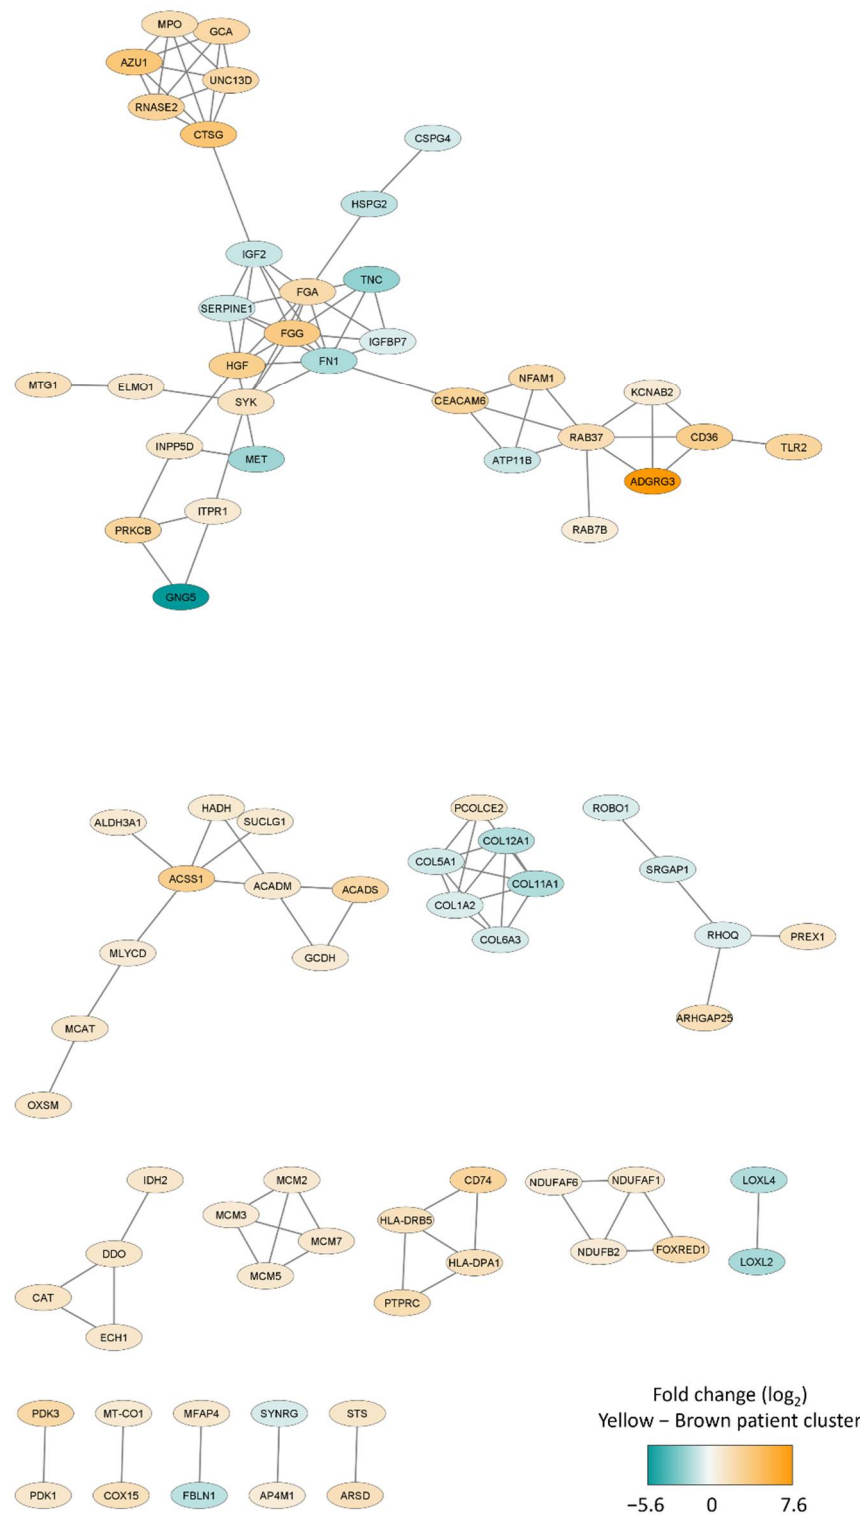 MPO
GCA
AZU1
UNC13D
RNASE2
CTSG
CSPG4
HSPG2
IGF2
TNC
FGA
SERPINE1
FGG
IGFBP7
FN1
HGF
NFAM1
MTG1
ELMO1
KCNAB2
SYK
CEACAM6
RAB37
CD36
INPP5D
TLR2
MET
ATP11B
ADGRG3
ITPR1
PRKCB
RAB7B
GNG5
HADH
PCOLCE2
ROBO1
ALDH3A1
SUCLG1
COL12A1
COL5A1
SRGAP1
ACSS1
ACADM
ACADS
COL11A1
COL1A2
RHOQ
PREX1
COL6A3
MLYCD
GCDH
ARHGAP25
MCAT
OXSM
IDH2
MCM2
CD74
NDUFAF6
NDUFAF1
LOXL4
MCM3
HLA-DRB5
MCM7
DDO
NDUFB2
FOXRED1
HLA-DPA1
LOXL2
MCM5
CAT
PTPRC
ECH1
PDK3
MT-CO1
MFAP4
SYNRG
STS
PDK1
COX15
FBLN1
AP4M1
ARSD
Fold change (log₂)
Yellow – Brown patient cluster
−5.6 0 7.6